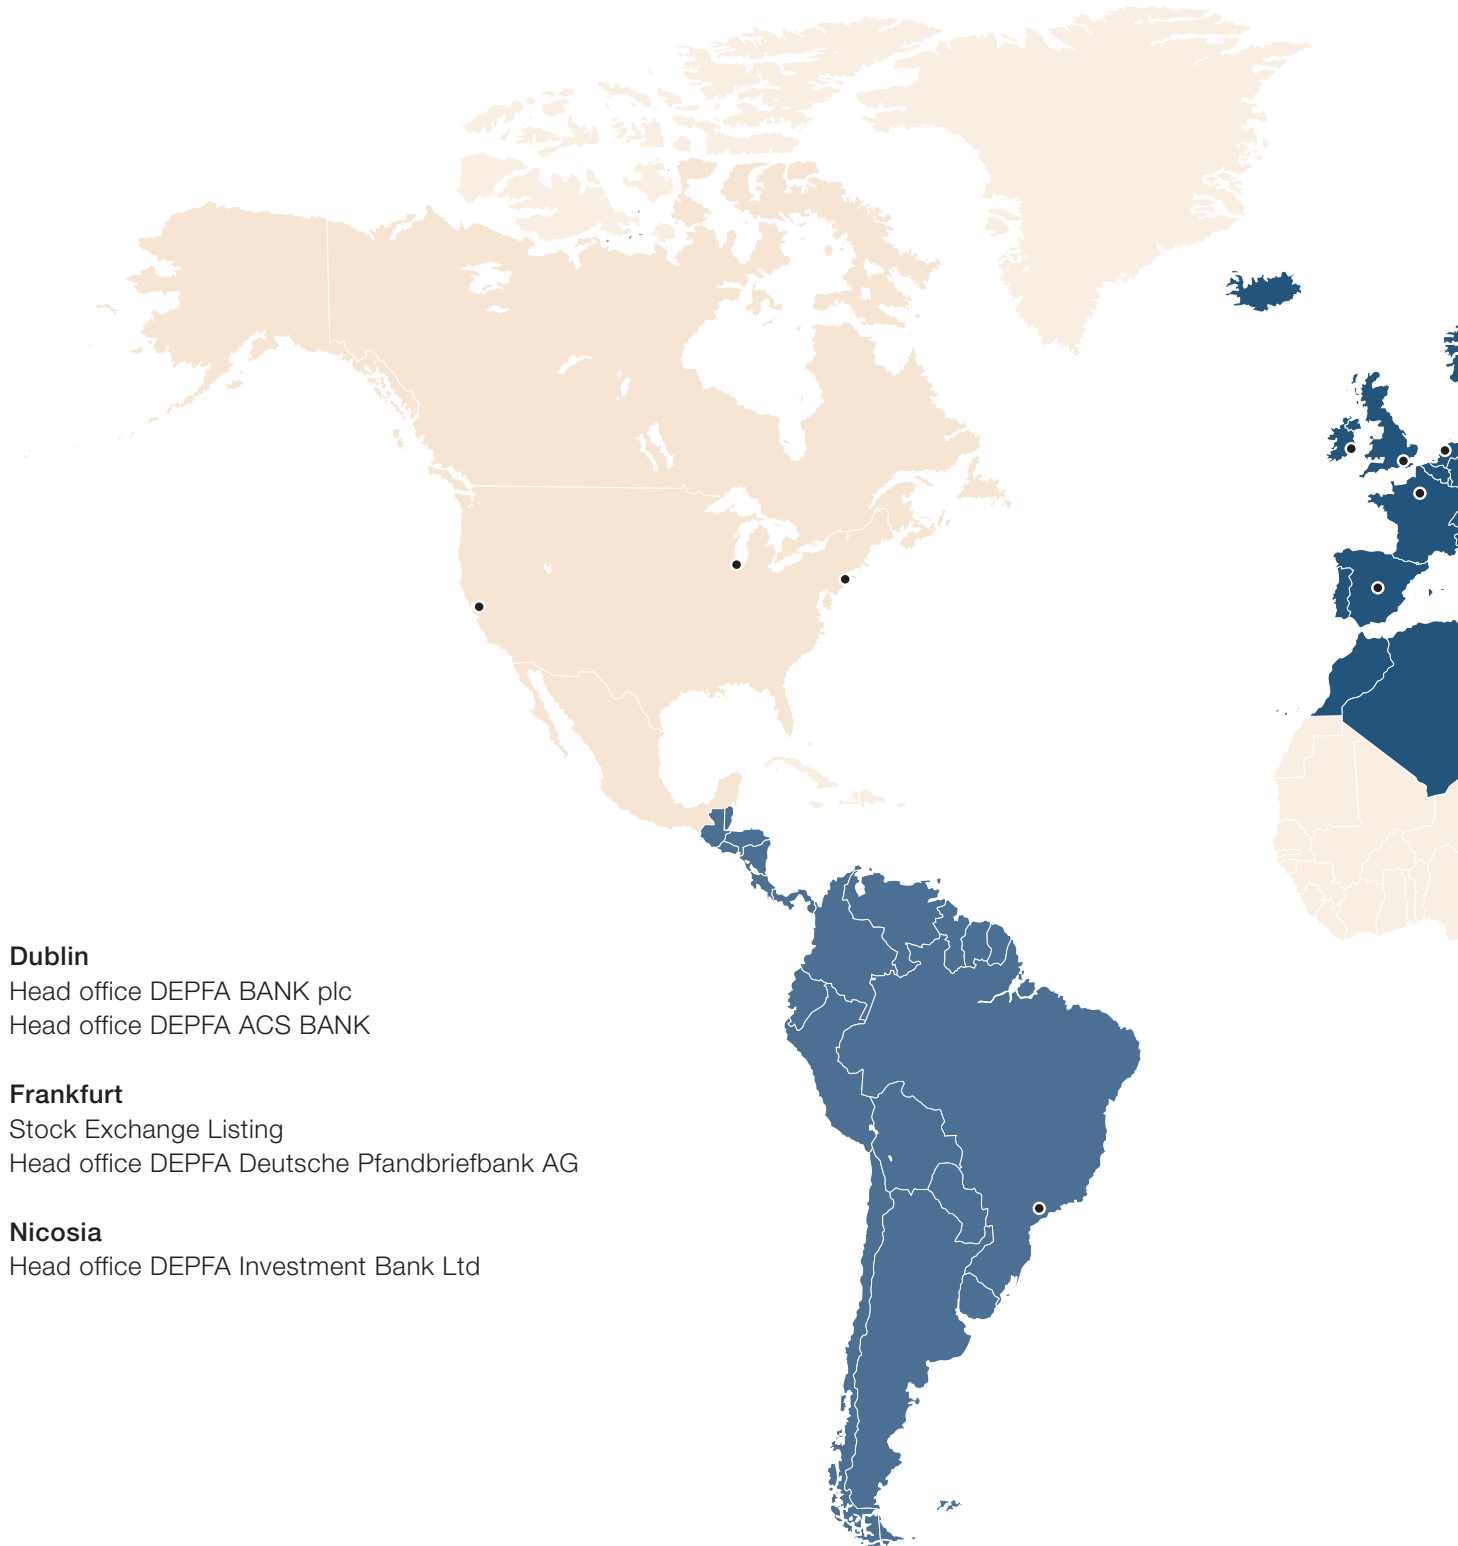 Dublin
Head office DEPFA BANK plc
Head office DEPFA ACS BANK
Frankfurt
Stock Exchange Listing
Head office DEPFA Deutsche Pfandbriefbank AG
Nicosia
Head office DEPFA Investment Bank Ltd